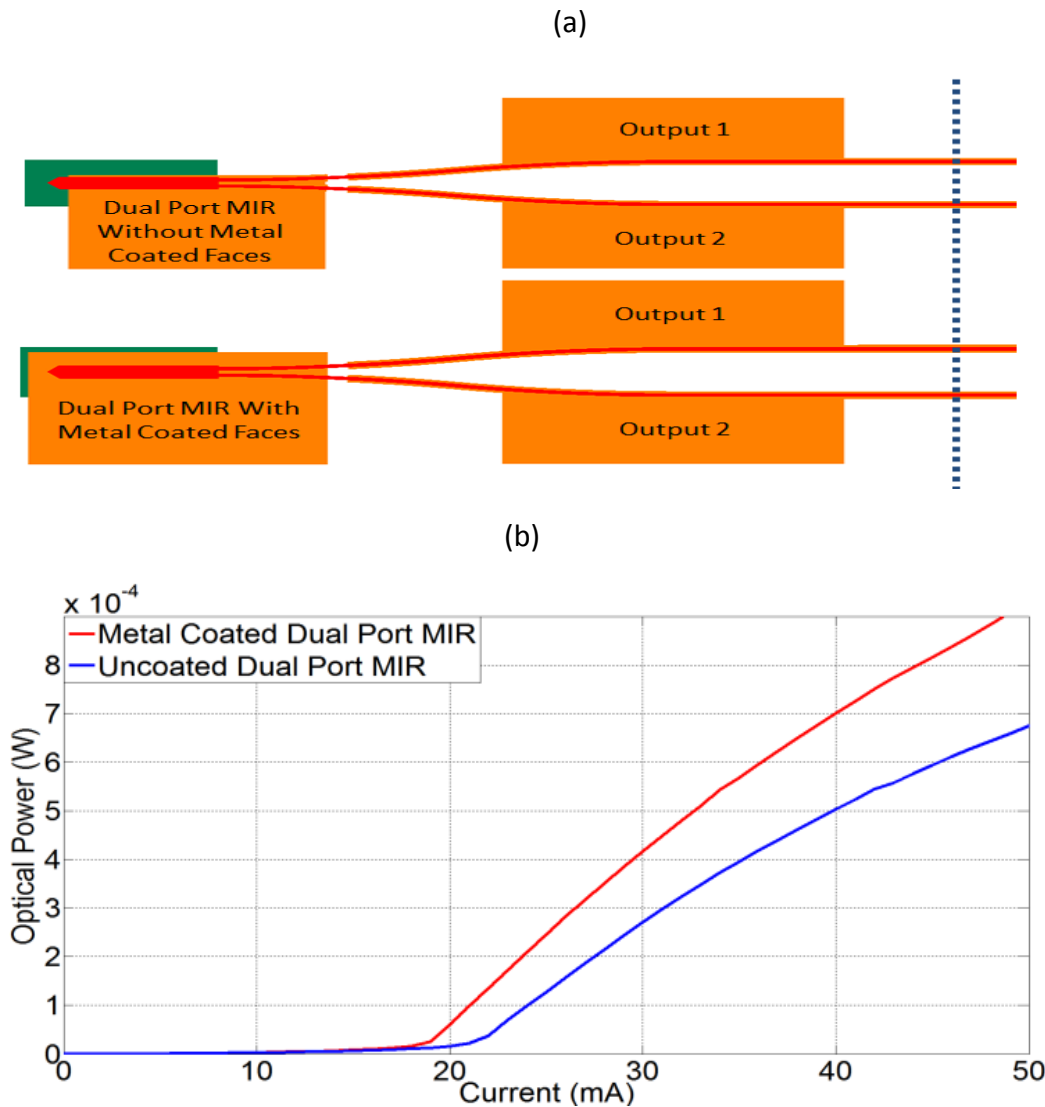 (a)
Output 1
Dual Port MIR
Without Metal
Coated Faces
Output 2
Output 1
Dual Port MIR With
Metal Coated Faces
Output 2
(b)
x 10⁻⁴
Metal Coated Dual Port MIR
Uncoated Dual Port MIR
8
7
6
5
4
3
2
1
0
Optical Power (W)
0 10 20 30 40 50
Current (mA)